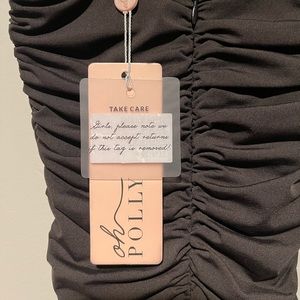 TAKE CARE
Girls, please note we
do not accept returns
if this tag is removed!
oh
POLLY